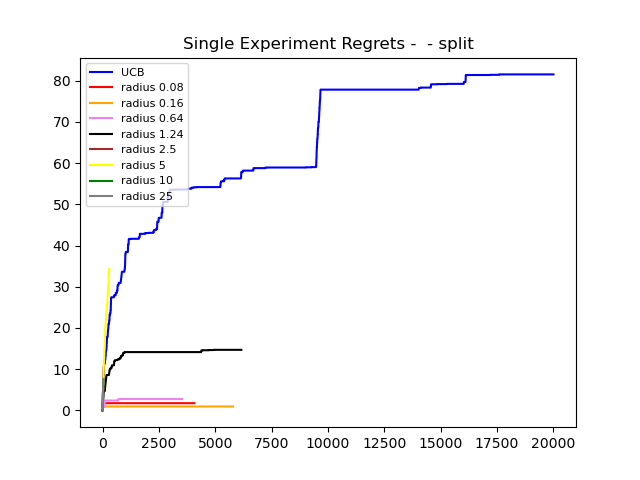 Single Experiment Regrets -  - split
UCB
radius 0.08
radius 0.16
radius 0.64
radius 1.24
radius 2.5
radius 5
radius 10
radius 25
80
70
60
50
40
30
20
10
0
0 2500 5000 7500 10000 12500 15000 17500 20000